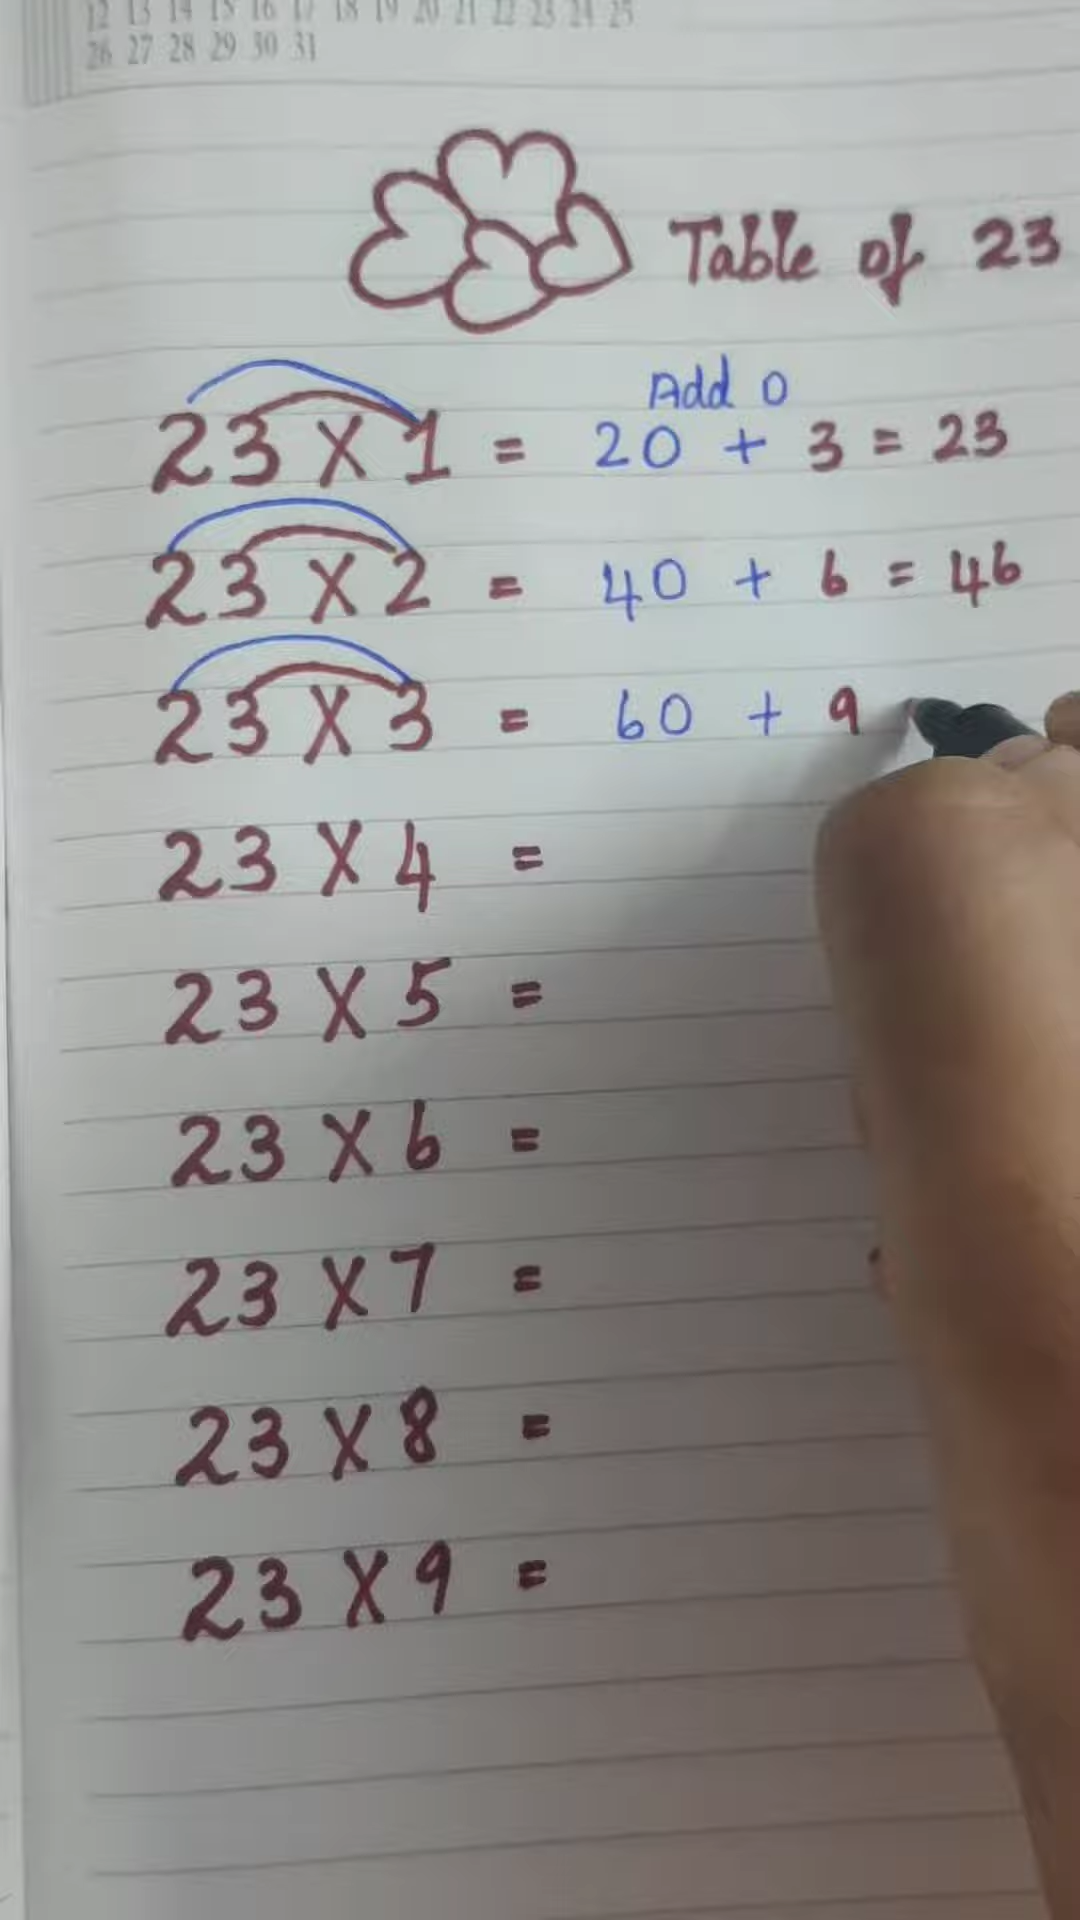 12 13 14 15 16 17 18 19 20 21 22 23 24 25
26 27 28 29 30 31
Table of 23
Add 0
23 X 1 = 20 + 3 = 23
23 X 2 = 40 + 6 = 46
23 X 3 = 60 + 9
23 X 4 =
23 X 5 =
23 X 6 =
23 X 7 =
23 X 8 =
23 X 9 =